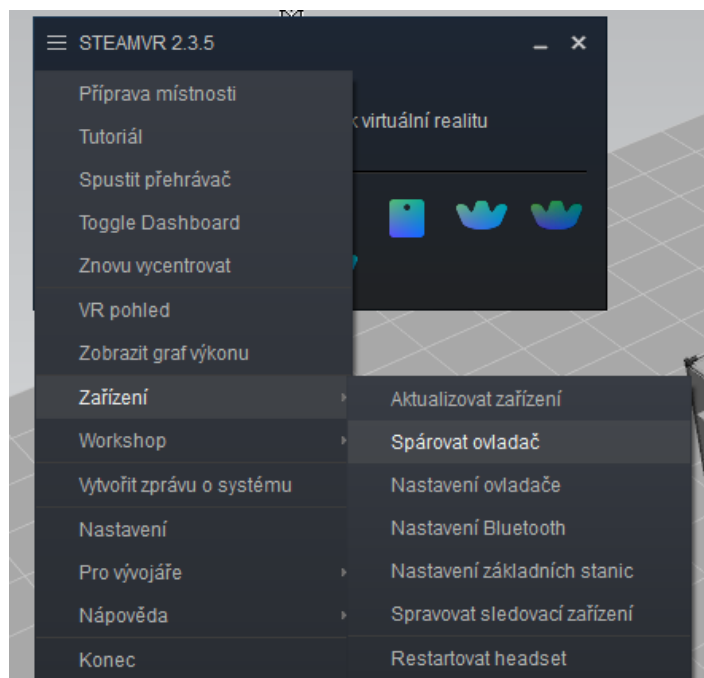 STEAMVR 2.3.5
Příprava místnosti
k virtuální realitu
Tutoriál
Spustit přehrávač
Toggle Dashboard
Znovu vycentrovat
VR pohled
Zobrazit graf výkonu
Zařízení
Workshop
Vytvořit zprávu o systému
Nastavení
Pro vývojáře
Nápověda
Konec
Aktualizovat zařízení
Spárovat ovladač
Nastavení ovladače
Nastavení Bluetooth
Nastavení základních stanic
Spravovat sledovací zařízení
Restartovat headset